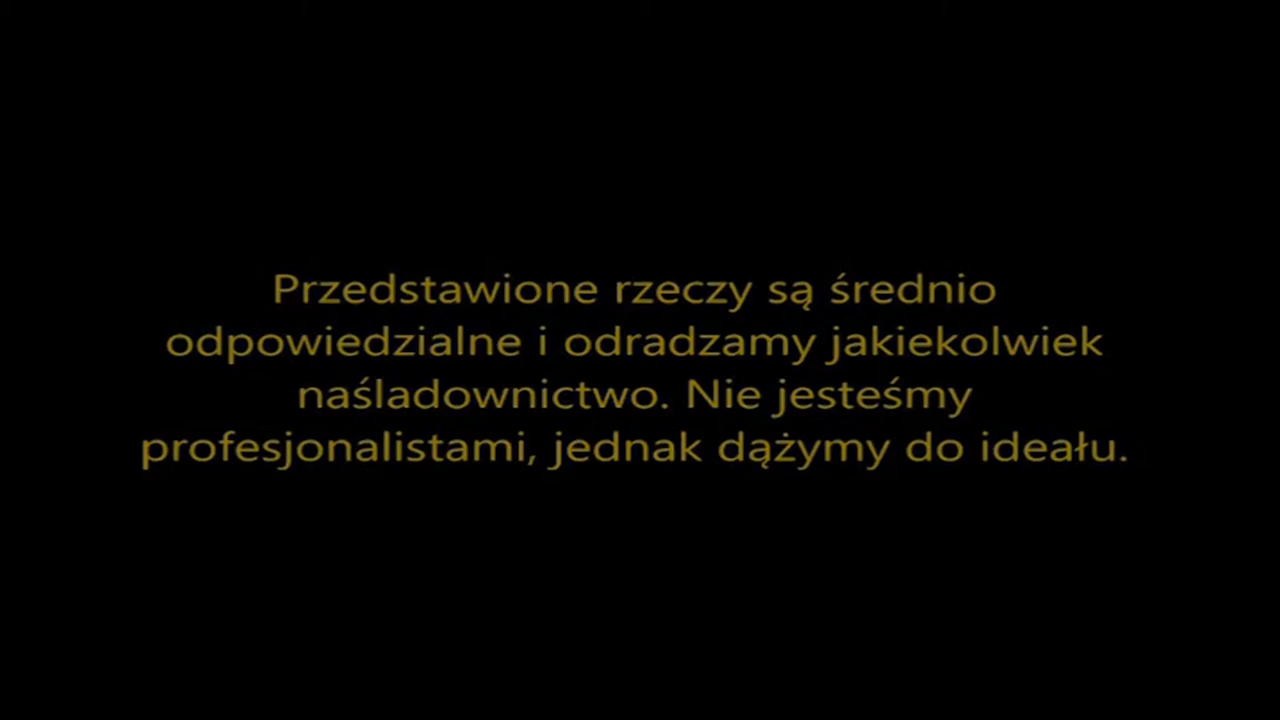 Przedstawione rzeczy są średnio
odpowiedzialne i odradzamy jakiekolwiek
naśladownictwo. Nie jesteśmy
profesjonalistami, jednak dążymy do ideału.